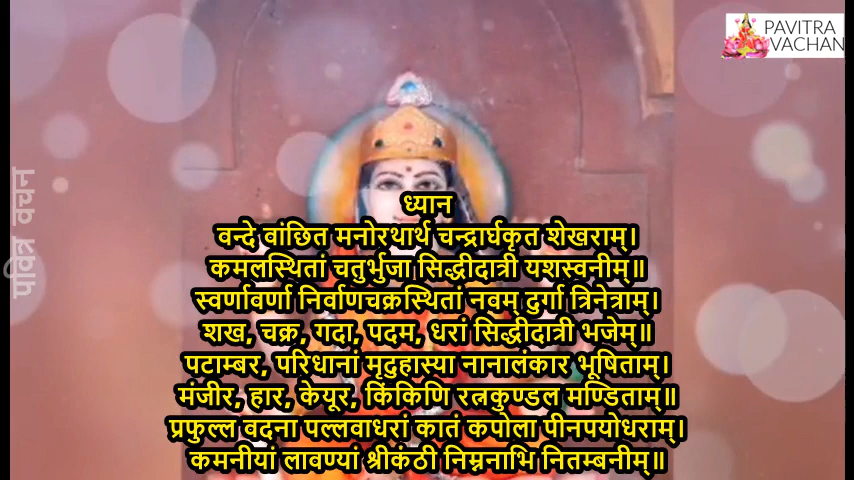 PAVITRA
VACHAN
पवित्र वचन
ध्यान
वन्दे वांछित मनोरथार्थ चन्द्रार्घकृत शेखराम्।
कमलस्थितां चतुर्भुजा सिद्धीदात्री यशस्वनीम्॥
स्वर्णावर्णा निर्वाणचक्रस्थितां नवम् दुर्गा त्रिनेत्राम्।
शख, चक्र, गदा, पदम, धरां सिद्धीदात्री भजेम्॥
पटाम्बर, परिधानां मृदुहास्या नानालंकार भूषिताम्।
मंजीर, हार, केयूर, किंकिणि रत्नकुण्डल मण्डिताम्॥
प्रफुल्ल वदना पल्लवाधरां कातं कपोला पीनपयोधराम्।
कमनीयां लावण्यां श्रीकंठी निम्ननाभि नितम्बनीम्॥